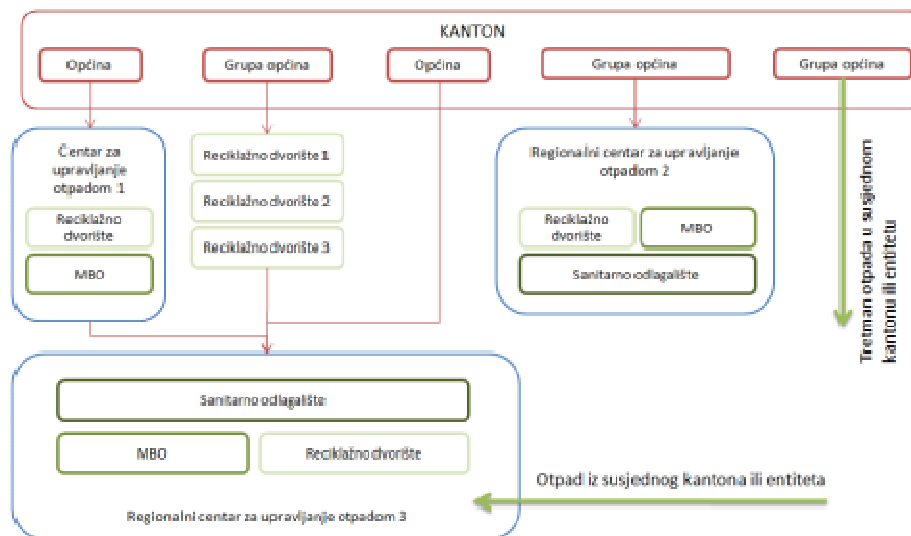 KANTON
Općina
Grupa općina
Općina
Grupa općina
Grupa općina
Centar za
upravljanje
otpadom 1
Reciklažno
dvorište
MBO
Reciklažno dvorište 1
Reciklažno dvorište 2
Reciklažno dvorište 3
Regionalni centar za upravljanje
otpadom 2
Reciklažno
dvorište
MBO
Sanitarno odlagalište
Tretman otpada u susjednom
kantonu ili entitetu
Sanitarno odlagalište
MBO
Reciklažno dvorište
Regionalni centar za upravljanje otpadom 3
Otpad iz susjednog kantona ili entiteta